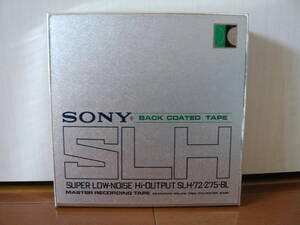 SONY® BACK COATED TAPE
SLH
SUPER LOW-NOISE Hi-OUTPUT SLH-72-275-BL
MASTER RECORDING TAPE